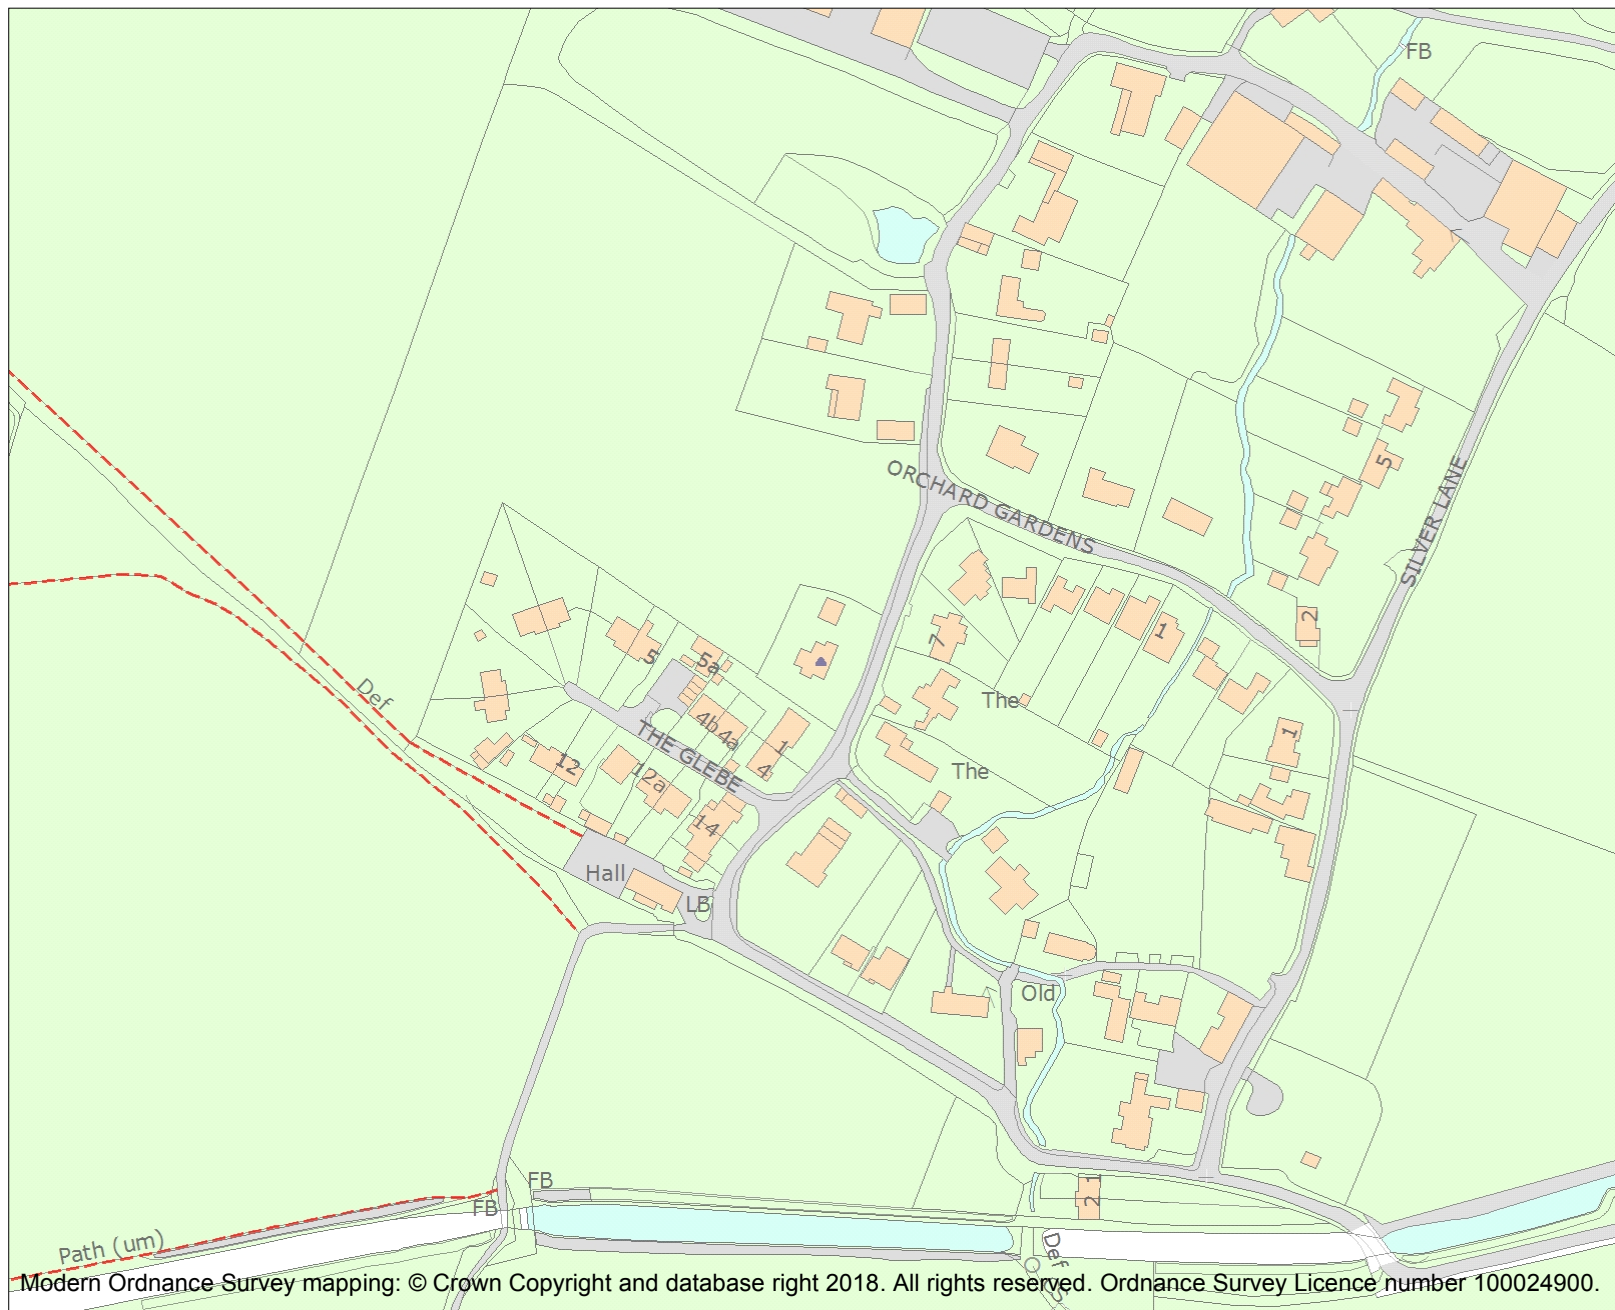 FB
ORCHARD GARDENS
5
SILVER LANE
2
1
7
5
5a
Def
The
4b
4a
1
THE GLEBE
1
12
12a
4
The
14
Hall
LB
Old
FB
FB
1
2
Path (um)
Def
Modern Ordnance Survey mapping: © Crown Copyright and database right 2018. All rights reserved. Ordnance Survey Licence number 100024900.